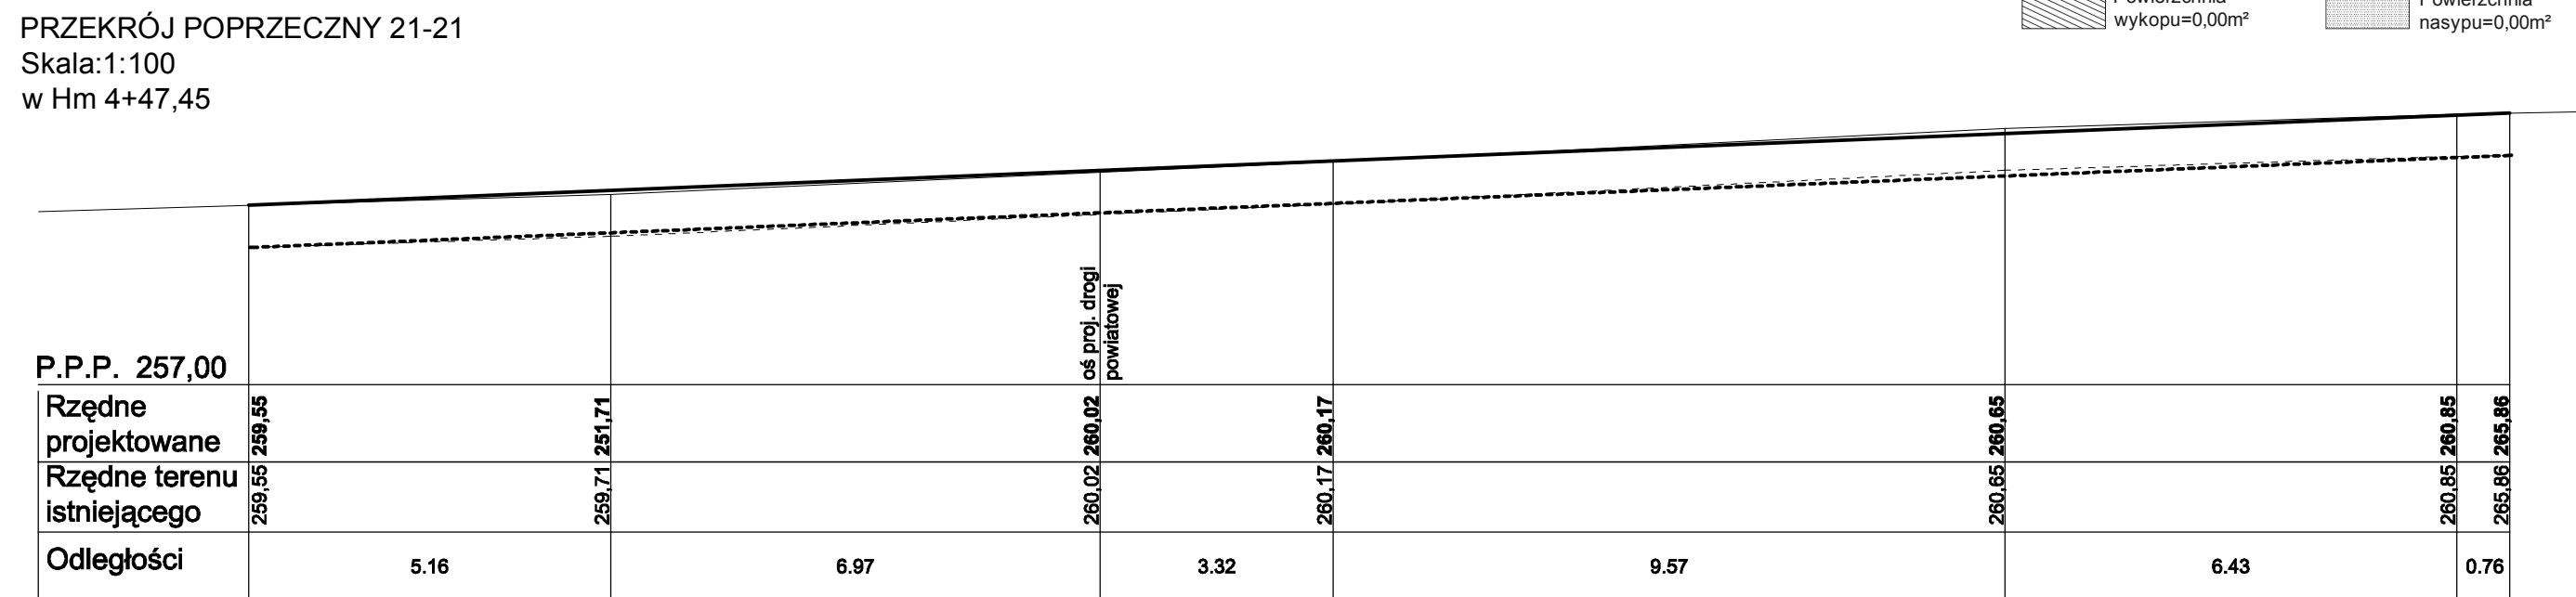 PRZEKRÓJ POPRZECZNY 21-21
Skala:1:100
w Hm 4+47,45
Powierzchnia
wykopu=0,00m²
Powierzchnia
nasypu=0,00m²
oś proj. drogi
powiatowej
P.P.P. 257,00
Rzędne
projektowane
259,55 251,71 260,02 260,17 260,65 260,85 265,86
Rzędne terenu
istniejącego
259,55 259,71 260,02 260,17 260,65 260,85 265,86
Odległości
5.16 6.97 3.32 9.57 6.43 0.76